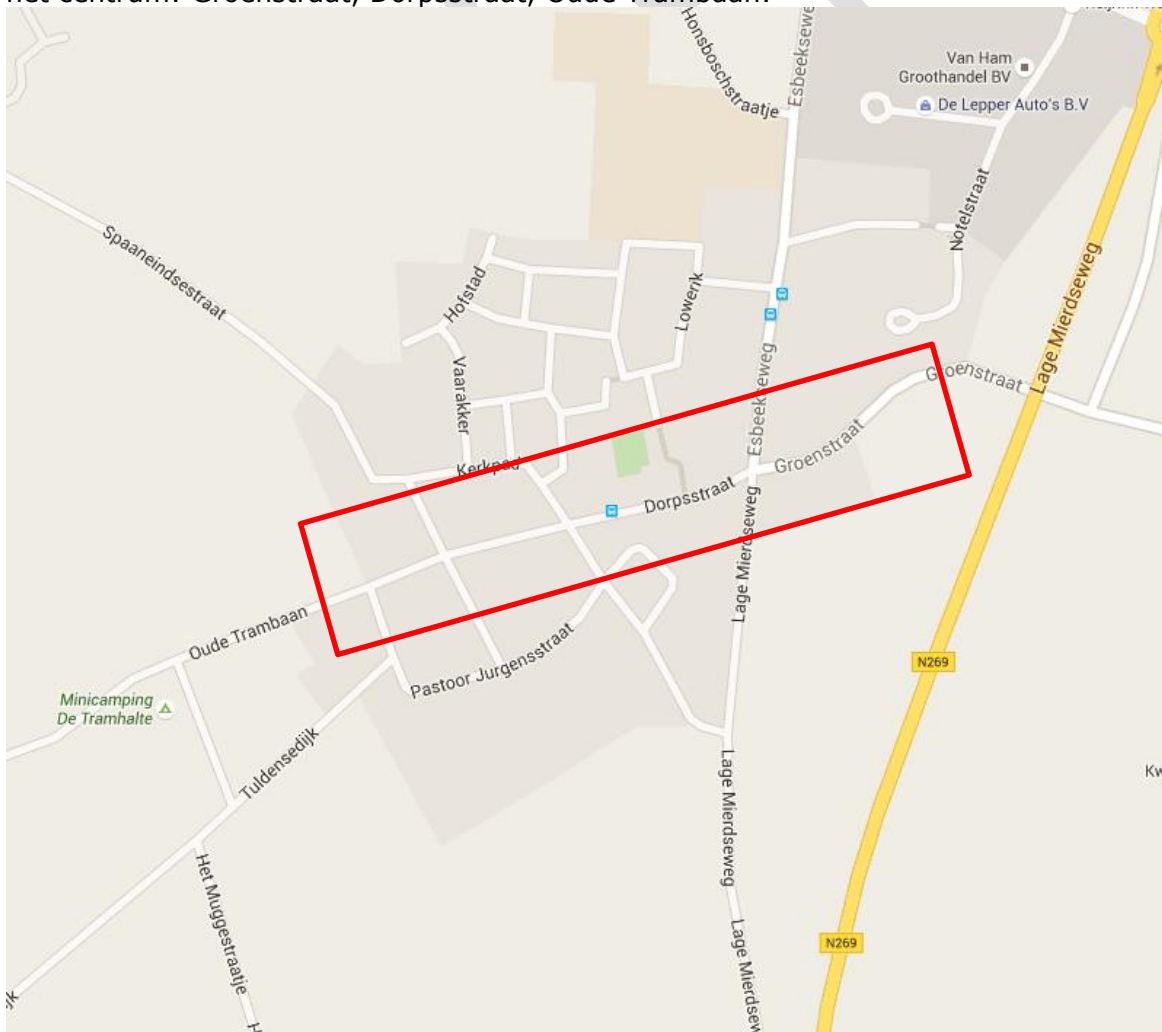 het centrum: Groenstraat, Dorpsstraat, Oude Trambaan.
Honsboschstraatje
Esbeekseweg
Van Ham
Groothandel BV
De Lepper Auto's B.V
Notelstraat
Spaaneindsestraat
Hofstad
Lowerik
Lage Mierdseweg
Vaarakker
Esbeekseweg
Groenstraat
Kerkpad
Groenstraat
Dorpsstraat
Lage Mierdseweg
Oude Trambaan
Pastoor Jurgensstraat
N269
Minicamping
De Tramhalte
Tuldensedijk
Kw
Lage Mierdseweg
Het Muggestraatje
N269
Lage Mierdsew